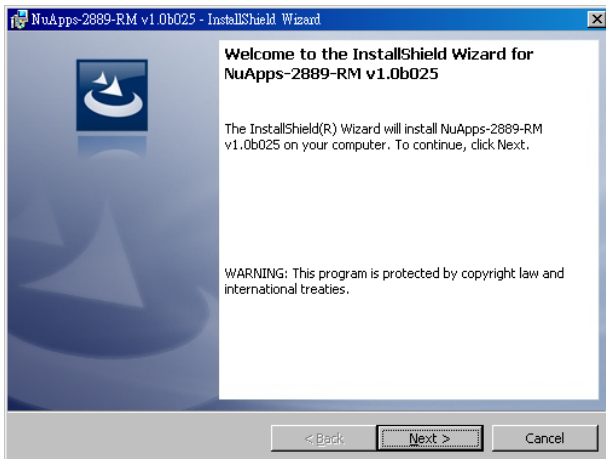 NuApps-2889-RM v1.0b025 - InstallShield Wizard
Welcome to the InstallShield Wizard for
NuApps-2889-RM v1.0b025
The InstallShield(R) Wizard will install NuApps-2889-RM
v1.0b025 on your computer. To continue, click Next.
WARNING: This program is protected by copyright law and
international treaties.
< Back
Next >
Cancel